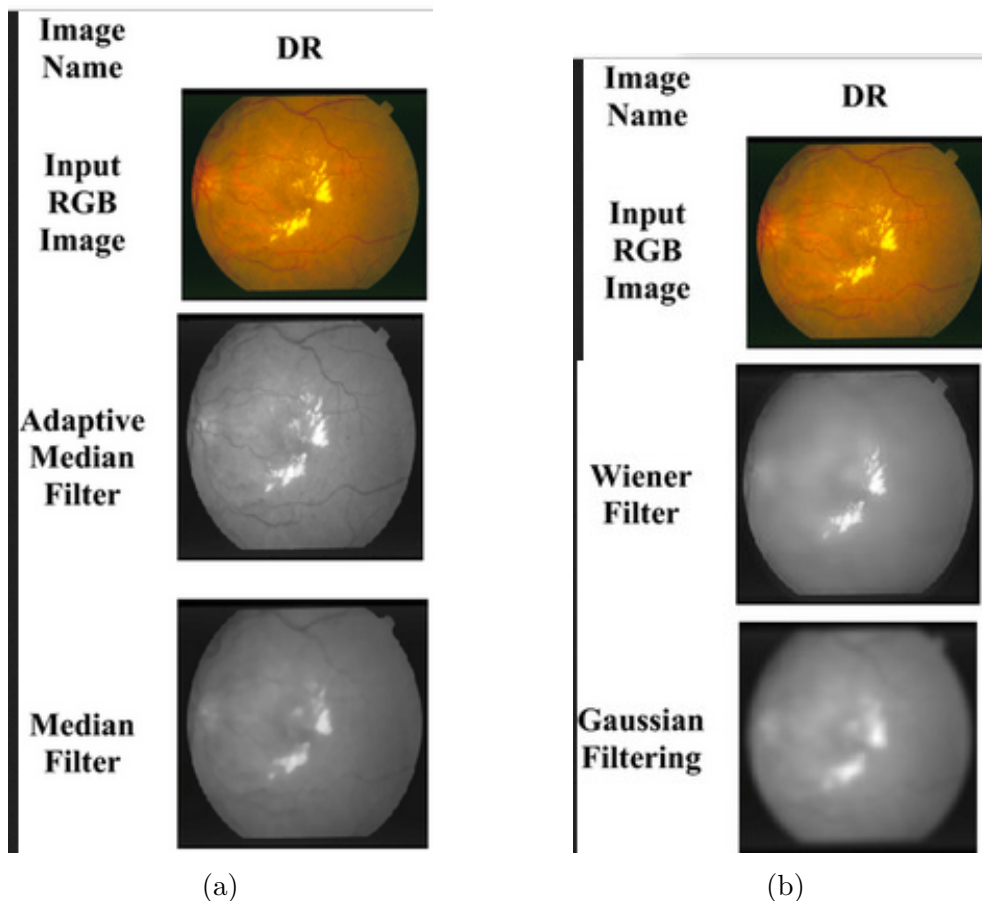 Image
Name
DR
Input
RGB
Image
Adaptive
Median
Filter
Median
Filter
(a)
Image
Name
DR
Input
RGB
Image
Wiener
Filter
Gaussian
Filtering
(b)